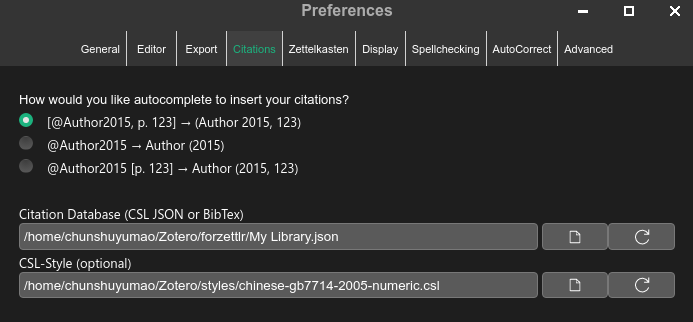 Preferences
General Editor Export Citations Zettelkasten Display Spellchecking AutoCorrect Advanced
How would you like autocomplete to insert your citations?
[@Author2015, p. 123] → (Author 2015, 123)
@Author2015 → Author (2015)
@Author2015 [p. 123] → Author (2015, 123)
Citation Database (CSL JSON or BibTex)
/home/chunshuyumao/Zotero/forzettlr/My Library.json
CSL-Style (optional)
/home/chunshuyumao/Zotero/styles/chinese-gb7714-2005-numeric.csl